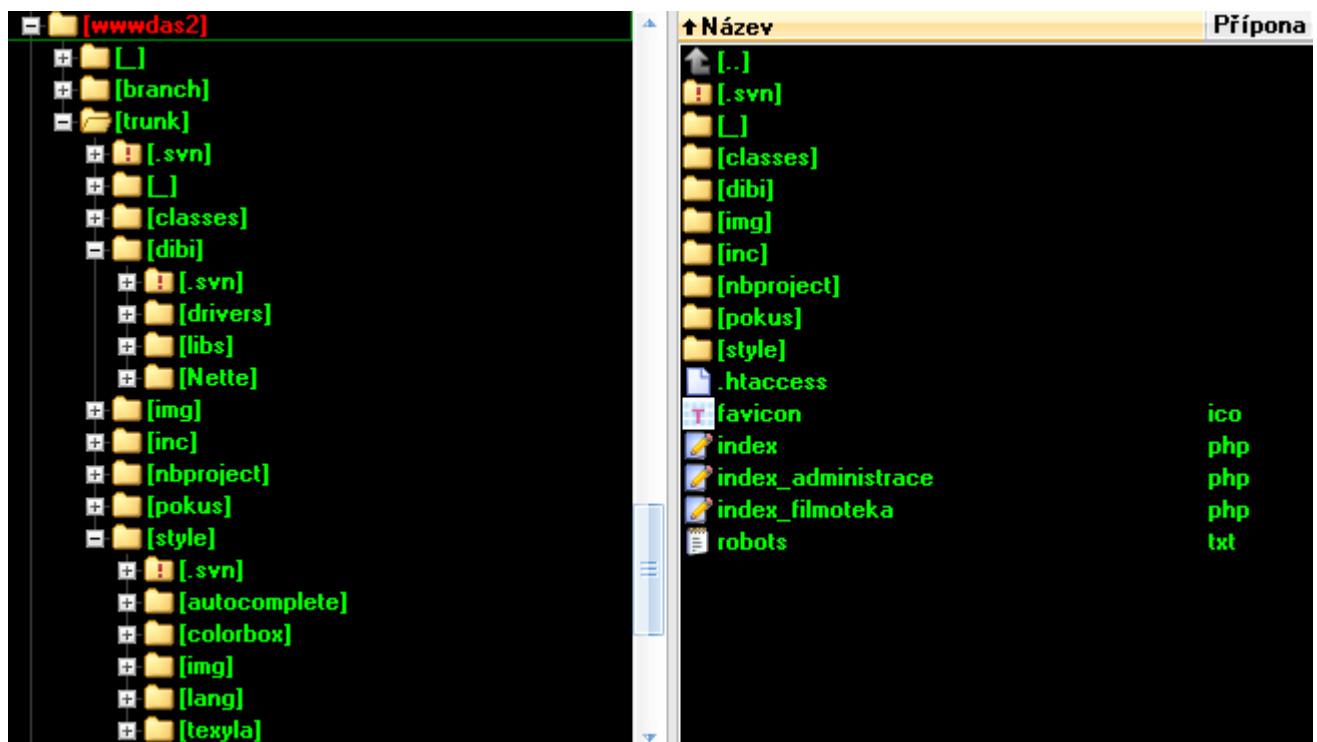 [wwwdas2]
[_]
[branch]
[trunk]
[.svn]
[_]
[classes]
[dibi]
[.svn]
[drivers]
[libs]
[Nette]
[img]
[inc]
[nbproject]
[pokus]
[style]
[.svn]
[autocomplete]
[colorbox]
[img]
[lang]
[texyla]
Název Přípona
[..]
[.svn]
[_]
[classes]
[dibi]
[img]
[inc]
[nbproject]
[pokus]
[style]
.htaccess
favicon ico
index php
index_administrace php
index_filmoteka php
robots txt